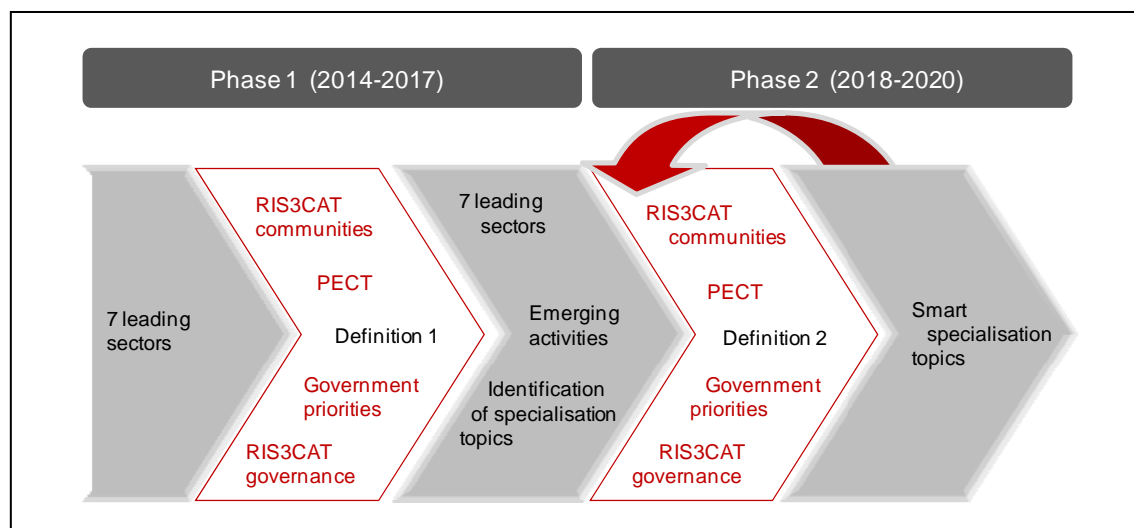 Phase 1 (2014-2017)
Phase 2 (2018-2020)
7 leading
sectors
RIS3CAT
communities
PECT
Definition 1
Government
priorities
RIS3CAT
governance
7 leading
sectors
Emerging
activities
Identification
of specialisation
topics
RIS3CAT
communities
PECT
Definition 2
Government
priorities
RIS3CAT
governance
Smart
specialisation
topics